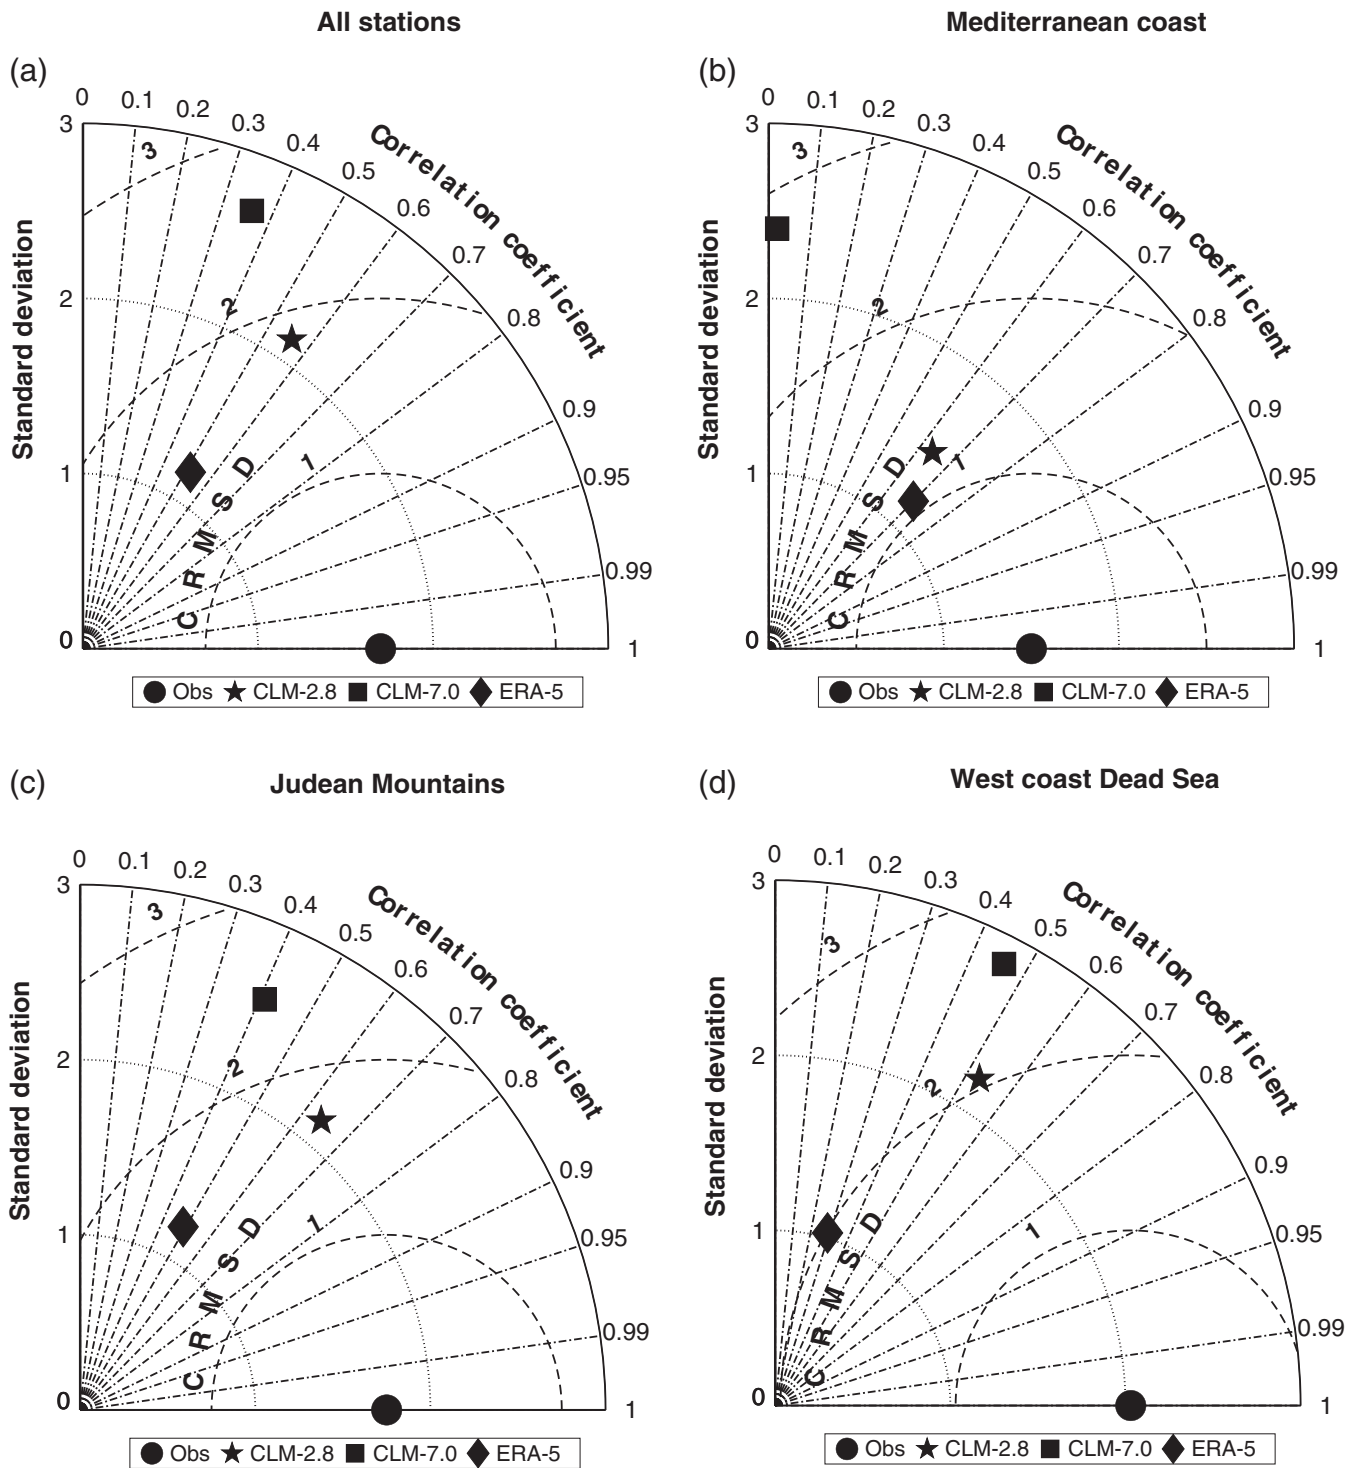 All stations
(a)
0 0.1 0.2 0.3 0.4 0.5 0.6 0.7 0.8 0.9 0.95 0.99 1
Correlation coefficient
Standard deviation
3
2
1
0
3
2
1
CRMSD
Obs CLM-2.8 CLM-7.0 ERA-5
Mediterranean coast
(b)
0 0.1 0.2 0.3 0.4 0.5 0.6 0.7 0.8 0.9 0.95 0.99 1
Correlation coefficient
Standard deviation
3
2
1
0
3
2
1
CRMSD
Obs CLM-2.8 CLM-7.0 ERA-5
Judean Mountains
(c)
0 0.1 0.2 0.3 0.4 0.5 0.6 0.7 0.8 0.9 0.95 0.99 1
Correlation coefficient
Standard deviation
3
2
1
0
3
2
1
CRMSD
Obs CLM-2.8 CLM-7.0 ERA-5
West coast Dead Sea
(d)
0 0.1 0.2 0.3 0.4 0.5 0.6 0.7 0.8 0.9 0.95 0.99 1
Correlation coefficient
Standard deviation
3
2
1
0
3
2
1
CRMSD
Obs CLM-2.8 CLM-7.0 ERA-5